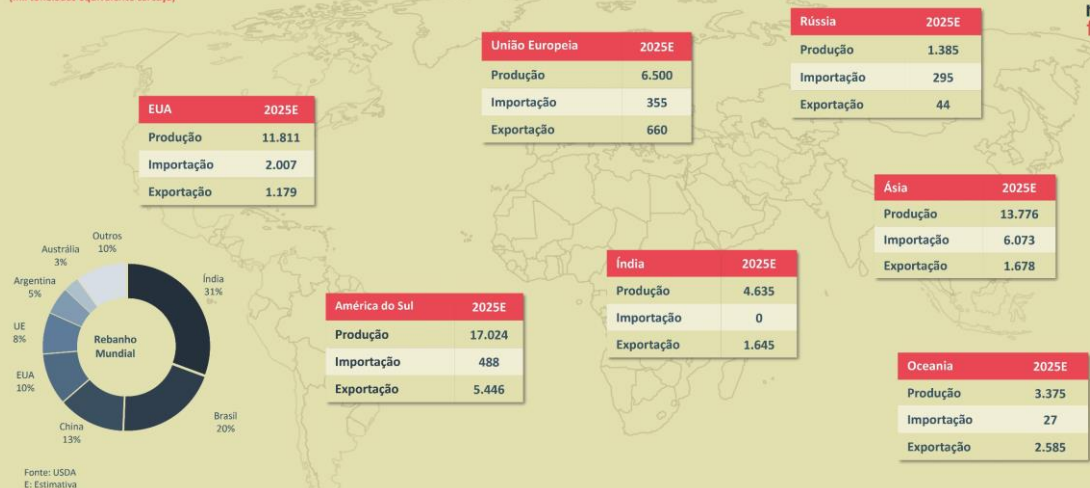 Rússia 2025E
Produção 1.385
Importação 295
Exportação 44
União Europeia 2025E
Produção 6.500
Importação 355
Exportação 660
EUA 2025E
Produção 11.811
Importação 2.007
Exportação 1.179
Ásia 2025E
Produção 13.776
Importação 6.073
Exportação 1.678
Índia 2025E
Produção 4.635
Importação 0
Exportação 1.645
América do Sul 2025E
Produção 17.024
Importação 488
Exportação 5.446
Oceania 2025E
Produção 3.375
Importação 27
Exportação 2.585
Rebanho
Mundial
Outros
10%
Índia
31%
Brasil
20%
China
13%
EUA
10%
UE
8%
Argentina
5%
Austrália
3%
Fonte: USDA
E: Estimativa